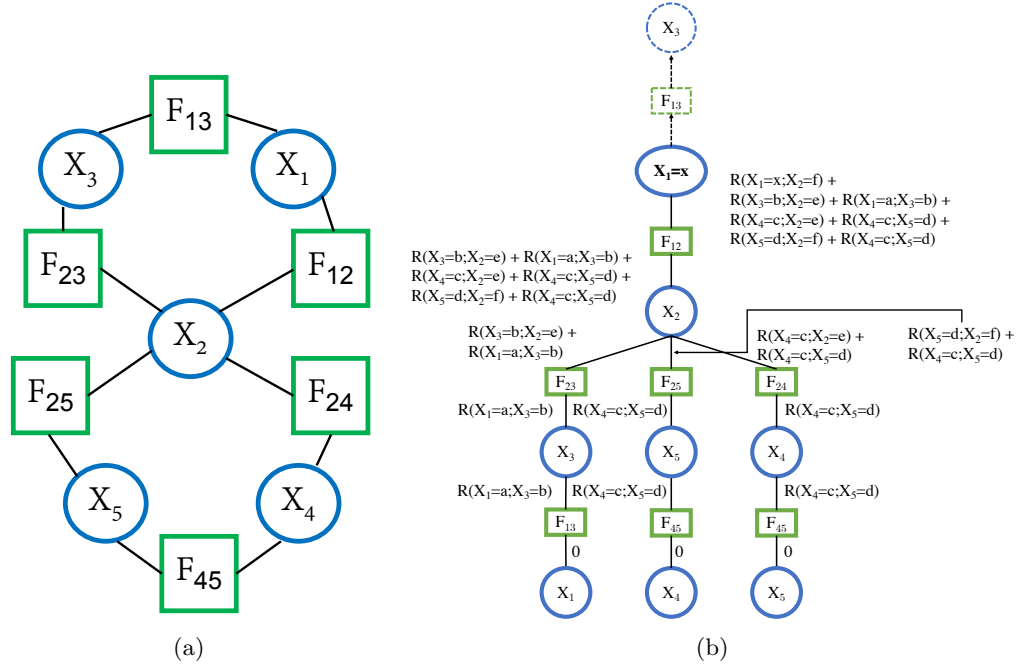 F13
X3
X1
F23
F12
X2
F25
F24
X5
X4
F45
(a)
X3
F13
X1=x
R(X1=x;X2=f) +
R(X3=b;X2=e) + R(X1=a;X3=b) +
R(X4=c;X2=e) + R(X4=c;X5=d) +
R(X5=d;X2=f) + R(X4=c;X5=d)
F12
R(X3=b;X2=e) + R(X1=a;X3=b) +
R(X4=c;X2=e) + R(X4=c;X5=d) +
R(X5=d;X2=f) + R(X4=c;X5=d)
X2
R(X3=b;X2=e) +
R(X1=a;X3=b)
R(X4=c;X2=e) +
R(X4=c;X5=d)
R(X5=d;X2=f) +
R(X4=c;X5=d)
F23
F25
F24
R(X1=a;X3=b)
R(X4=c;X5=d)
R(X4=c;X5=d)
X3
X5
X4
R(X1=a;X3=b)
R(X4=c;X5=d)
R(X4=c;X5=d)
F13
F45
F45
0
0
0
X1
X4
X5
(b)